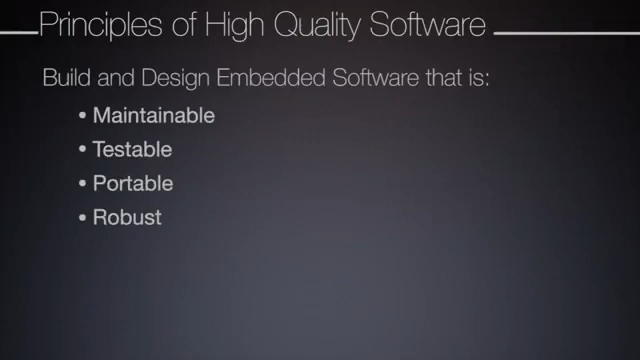 Principles of High Quality Software
Build and Design Embedded Software that is:
• Maintainable
• Testable
• Portable
• Robust